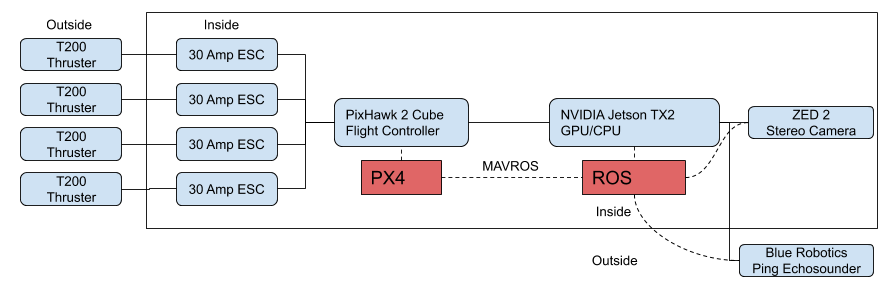 Outside
Inside
T200
Thruster
30 Amp ESC
T200
Thruster
30 Amp ESC
T200
Thruster
30 Amp ESC
T200
Thruster
30 Amp ESC
PixHawk 2 Cube
Flight Controller
NVIDIA Jetson TX2
GPU/CPU
ZED 2
Stereo Camera
PX4
MAVROS
ROS
Inside
Outside
Blue Robotics
Ping Echosounder